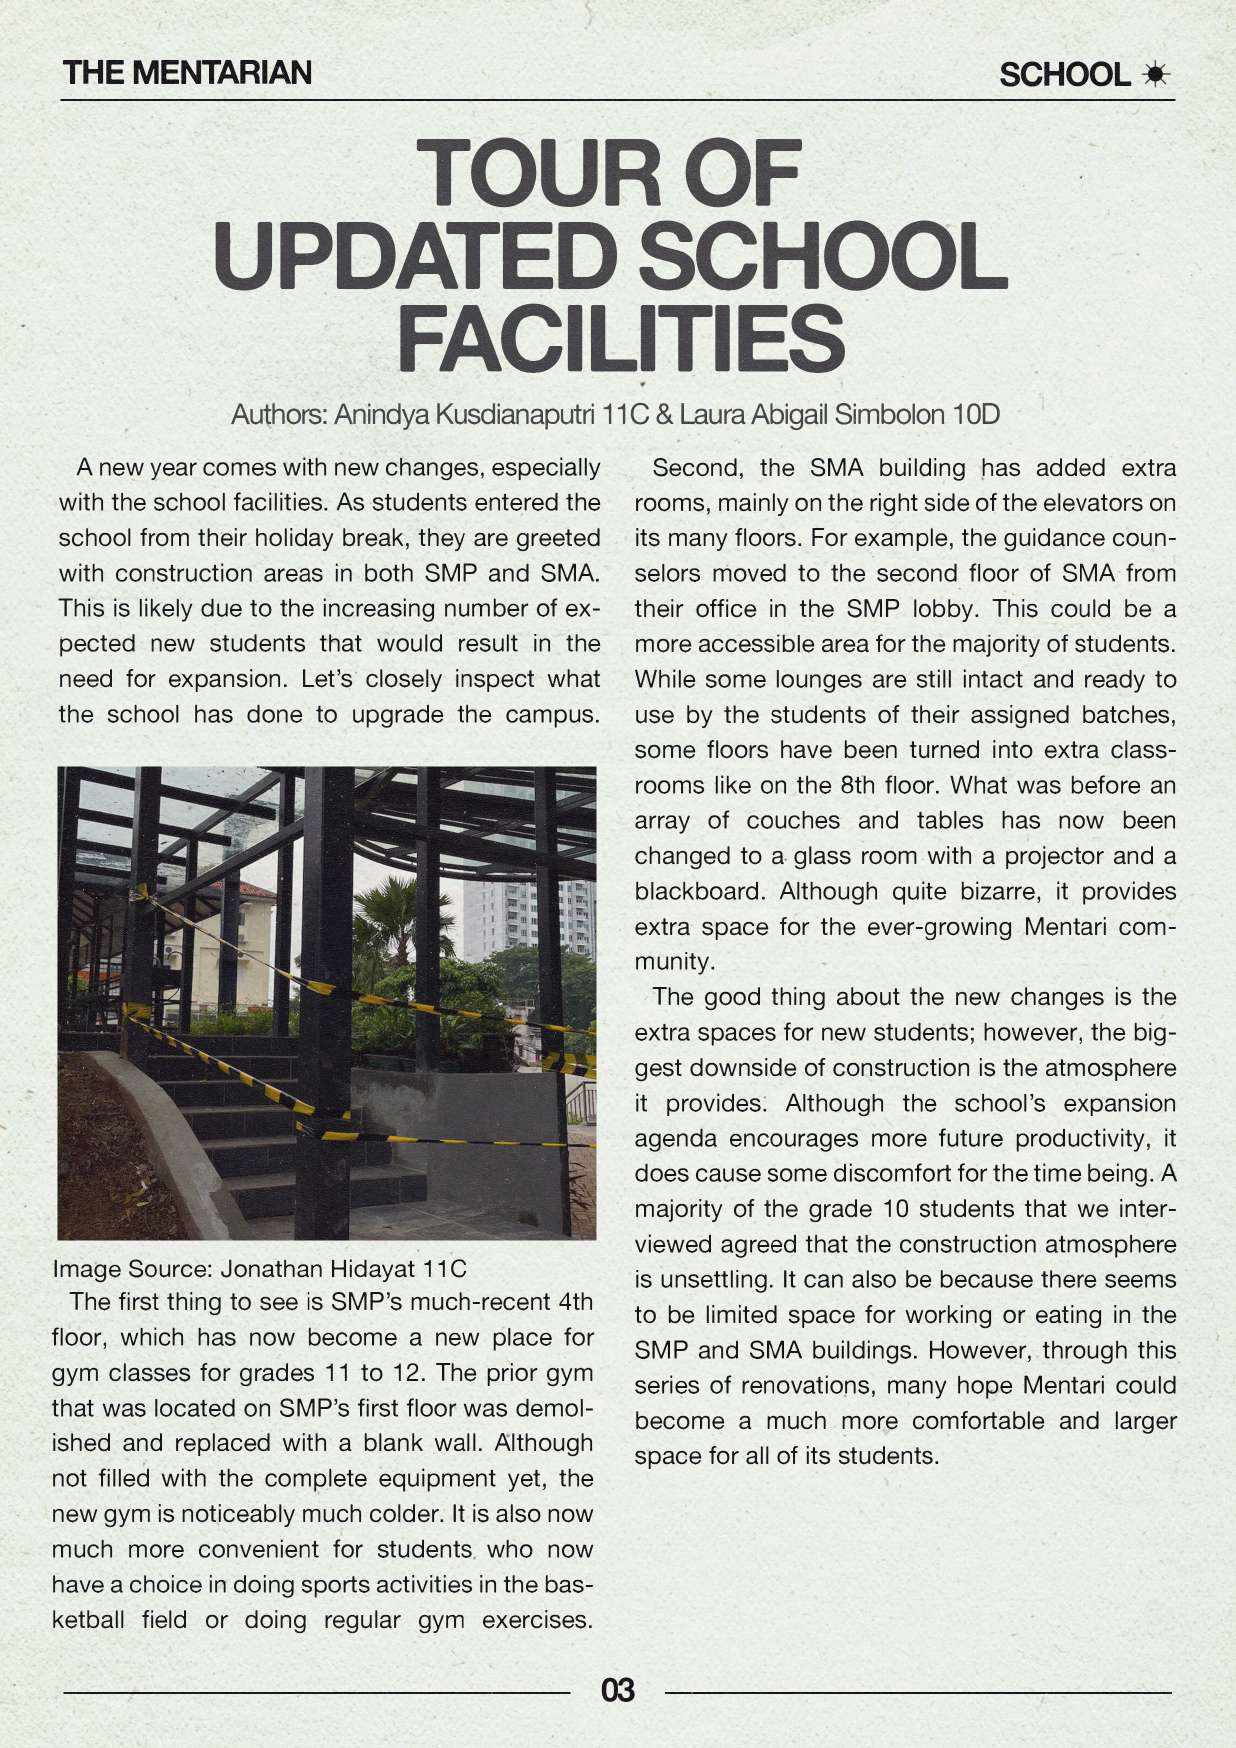 THE MENTARIAN
SCHOOL
TOUR OF
UPDATED SCHOOL
FACILITIES
Authors: Anindya Kusdianaputri 11C & Laura Abigail Simbolon 10D
A new year comes with new changes, especially
with the school facilities. As students entered the
school from their holiday break, they are greeted
with construction areas in both SMP and SMA.
This is likely due to the increasing number of ex-
pected new students that would result in the
need for expansion. Let's closely inspect what
the school has done to upgrade the campus.
Image Source: Jonathan Hidayat 11C
The first thing to see is SMP's much-recent 4th
floor, which has now become a new place for
gym classes for grades 11 to 12. The prior gym
that was located on SMP's first floor was demol-
ished and replaced with a blank wall. Although
not filled with the complete equipment yet, the
new gym is noticeably much colder. It is also now
much more convenient for students who now
have a choice in doing sports activities in the bas-
ketball field or doing regular gym exercises.
Second, the SMA building has added extra
rooms, mainly on the right side of the elevators on
its many floors. For example, the guidance coun-
selors moved to the second floor of SMA from
their office in the SMP lobby. This could be a
more accessible area for the majority of students.
While some lounges are still intact and ready to
use by the students of their assigned batches,
some floors have been turned into extra class-
rooms like on the 8th floor. What was before an
array of couches and tables has now been
changed to a glass room with a projector and a
blackboard. Although quite bizarre, it provides
extra space for the ever-growing Mentari com-
munity.
The good thing about the new changes is the
extra spaces for new students; however, the big-
gest downside of construction is the atmosphere
it provides. Although the school's expansion
agenda encourages more future productivity, it
does cause some discomfort for the time being. A
majority of the grade 10 students that we inter-
viewed agreed that the construction atmosphere
is unsettling. It can also be because there seems
to be limited space for working or eating in the
SMP and SMA buildings. However, through this
series of renovations, many hope Mentari could
become a much more comfortable and larger
space for all of its students.
03